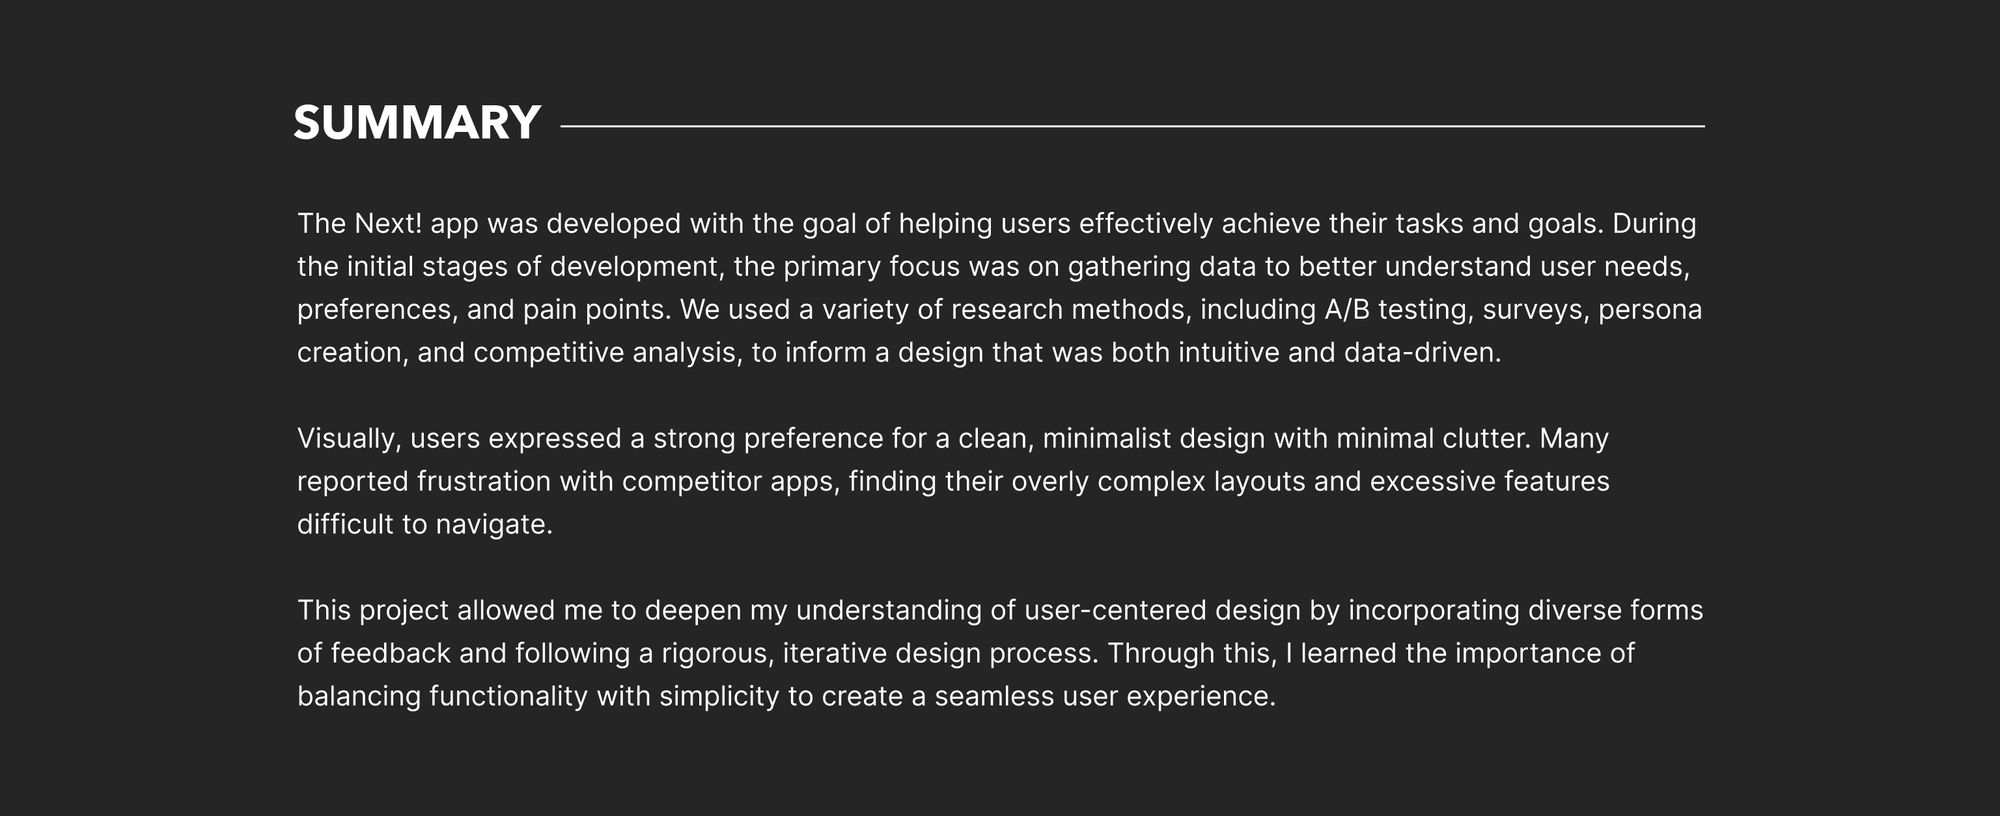 SUMMARY
The Next! app was developed with the goal of helping users effectively achieve their tasks and goals. During
the initial stages of development, the primary focus was on gathering data to better understand user needs,
preferences, and pain points. We used a variety of research methods, including A/B testing, surveys, persona
creation, and competitive analysis, to inform a design that was both intuitive and data-driven.
Visually, users expressed a strong preference for a clean, minimalist design with minimal clutter. Many
reported frustration with competitor apps, finding their overly complex layouts and excessive features
difficult to navigate.
This project allowed me to deepen my understanding of user-centered design by incorporating diverse forms
of feedback and following a rigorous, iterative design process. Through this, I learned the importance of
balancing functionality with simplicity to create a seamless user experience.